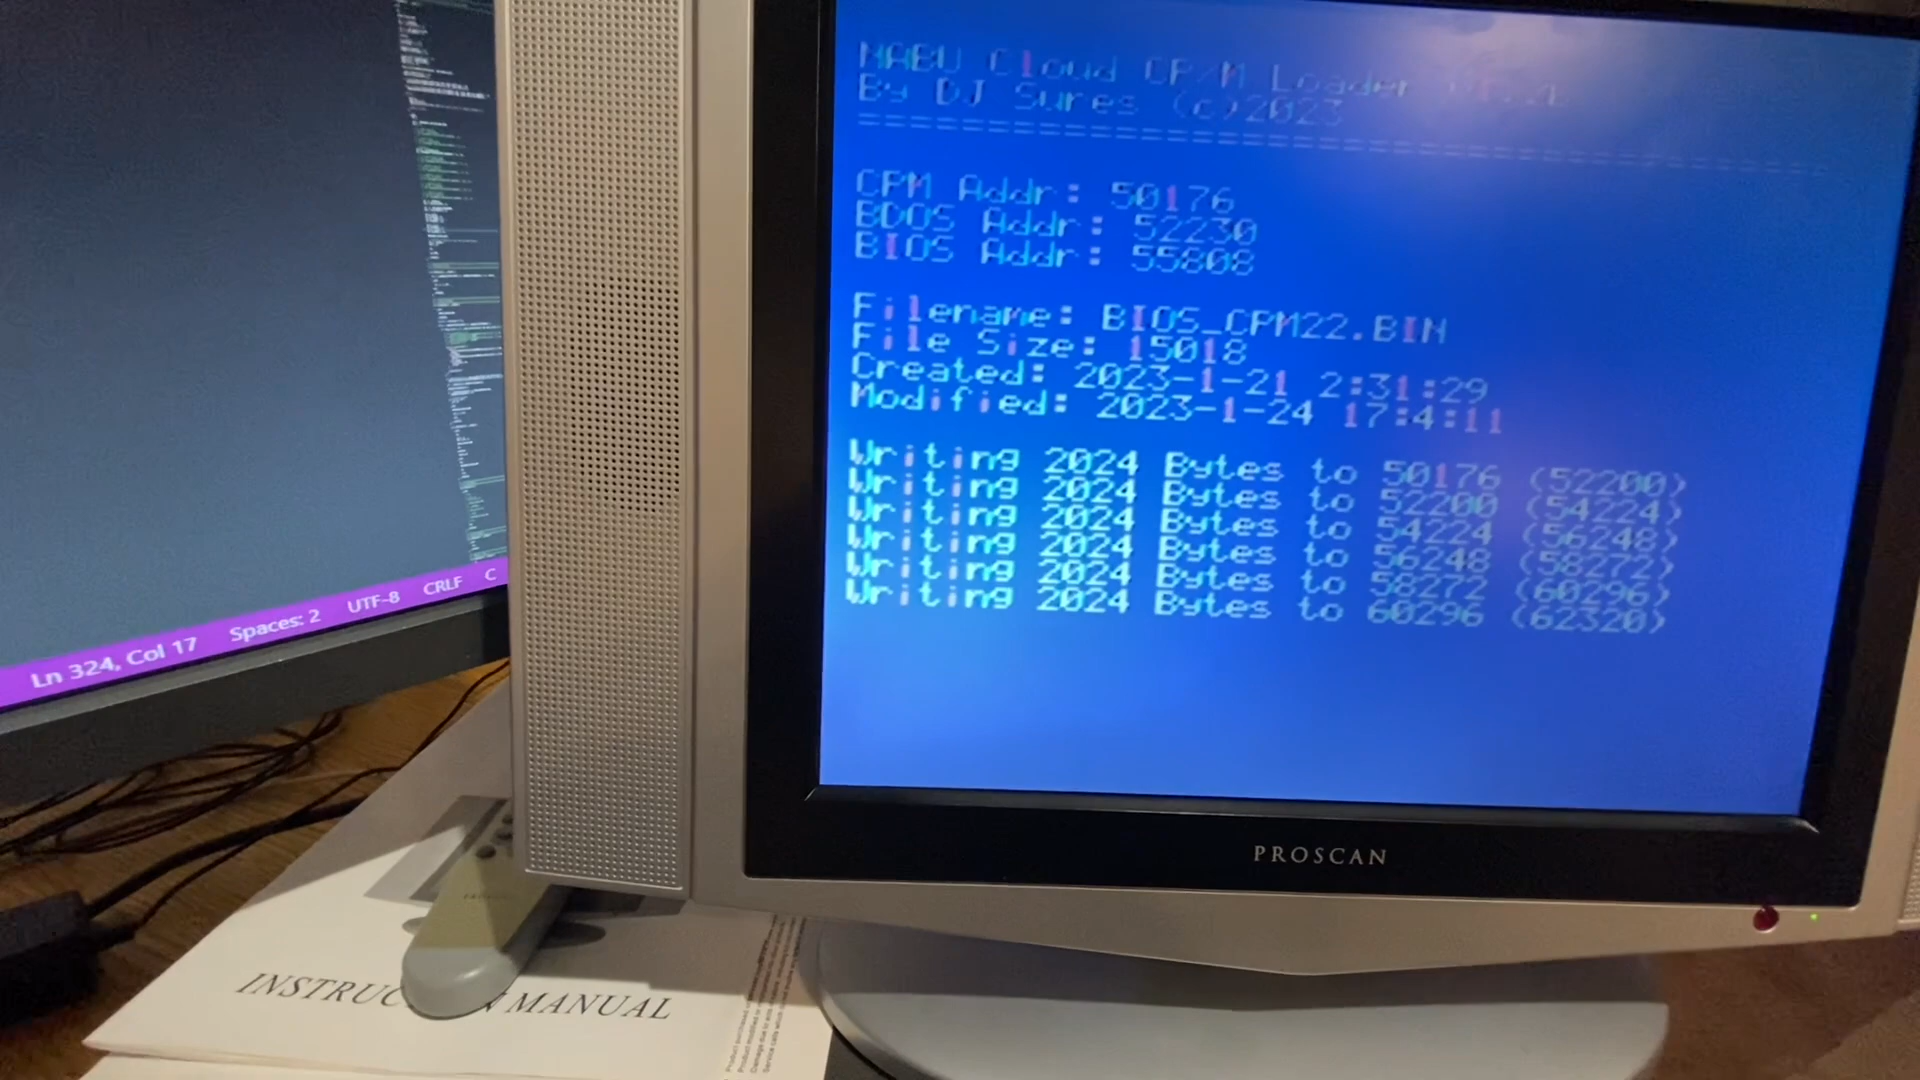 NABU Cloud CP/M Loader
By DJ Sures (c)2023
CPM Addr: 50176
BDOS Addr: 52230
BIOS Addr: 55808
Filename: BIOS_CPM22.BIN
File Size: 15018
Created: 2023-1-21 2:31:29
Modified: 2023-1-24 17:4:11
Writing 2024 Bytes to 50176 (52200)
Writing 2024 Bytes to 52200 (54224)
Writing 2024 Bytes to 54224 (56248)
Writing 2024 Bytes to 56248 (58272)
Writing 2024 Bytes to 58272 (60296)
Writing 2024 Bytes to 60296 (62320)
PROSCAN
Ln 324, Col 17 Spaces: 2 UTF-8 CRLF C
MANUAL